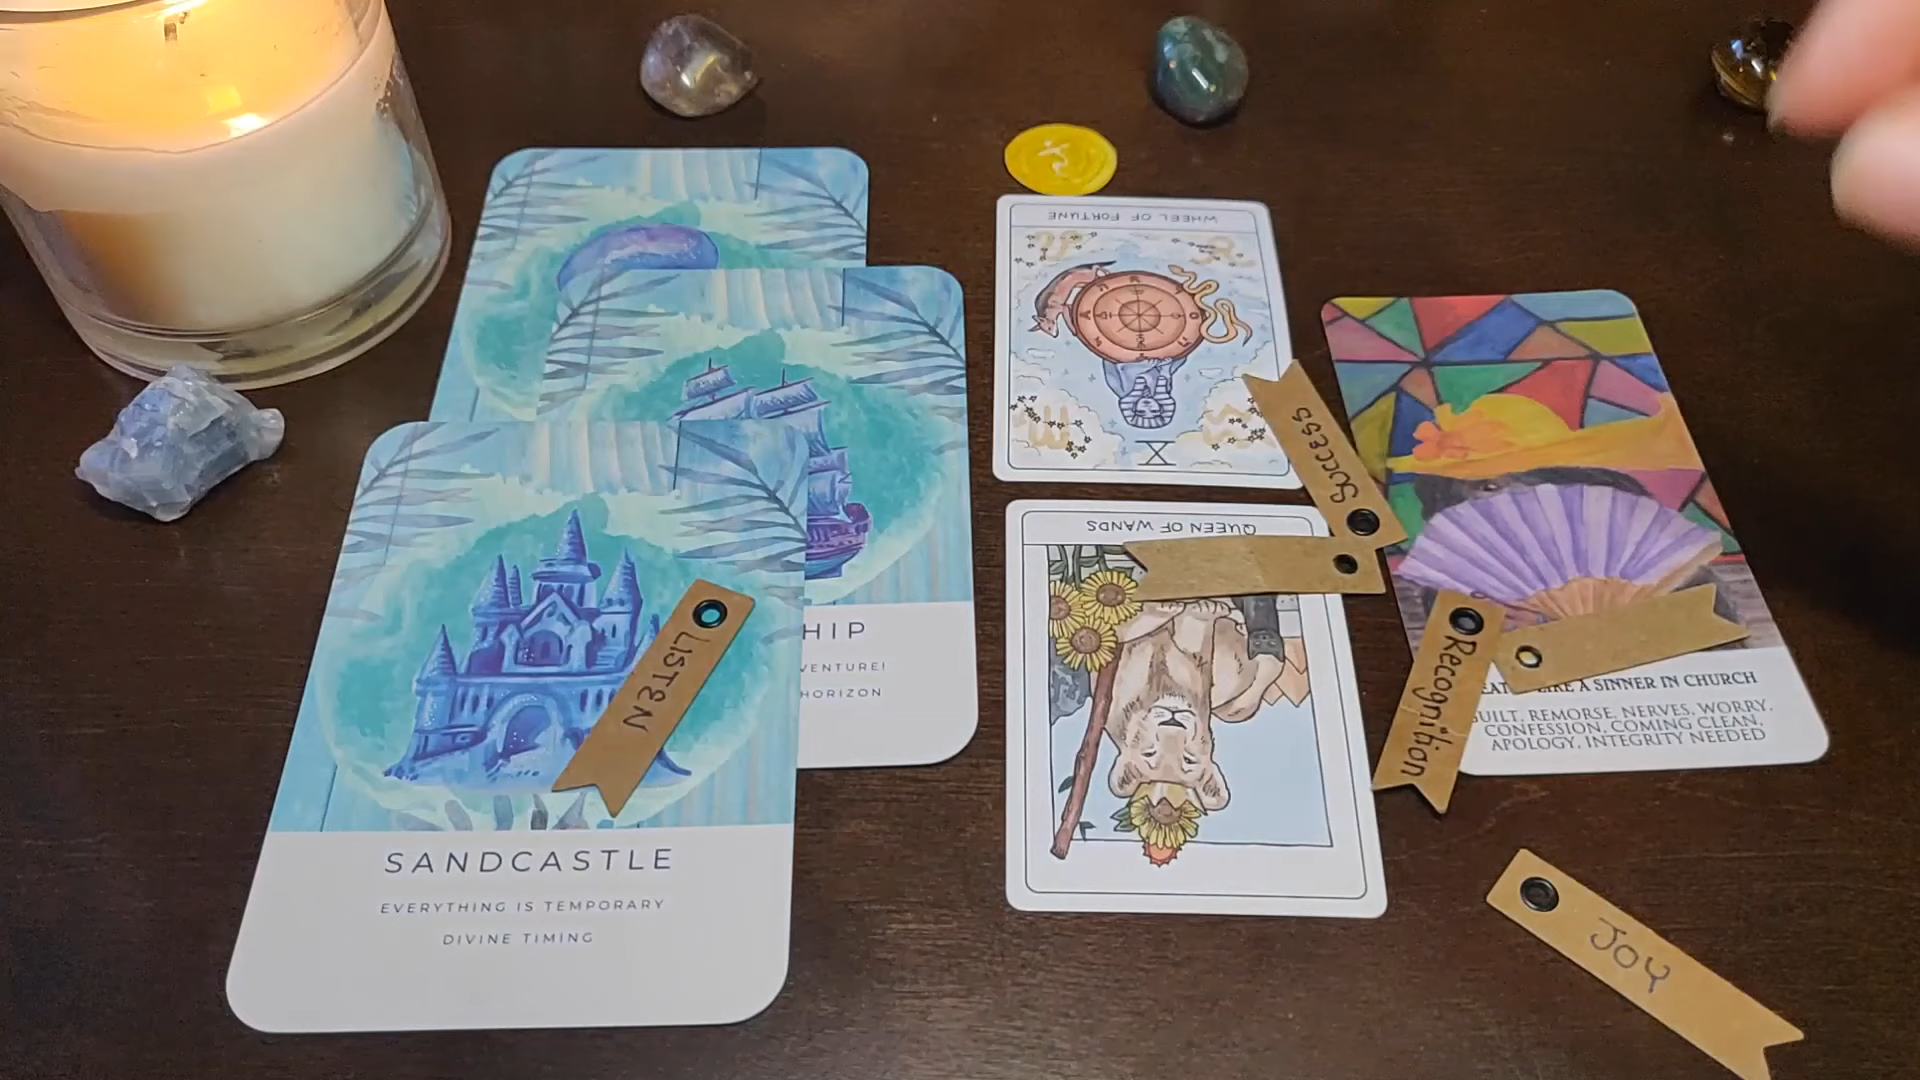 WHEEL OF FORTUNE
X
SUCCESS
QUEEN OF WANDS
LISTEN
HIP
VENTURE!
HORIZON
Recognition
LIKE A SINNER IN CHURCH
GUILT, REMORSE, NERVES, WORRY,
CONFESSION, COMING CLEAN,
APOLOGY, INTEGRITY NEEDED
SANDCASTLE
EVERYTHING IS TEMPORARY
DIVINE TIMING
JOY